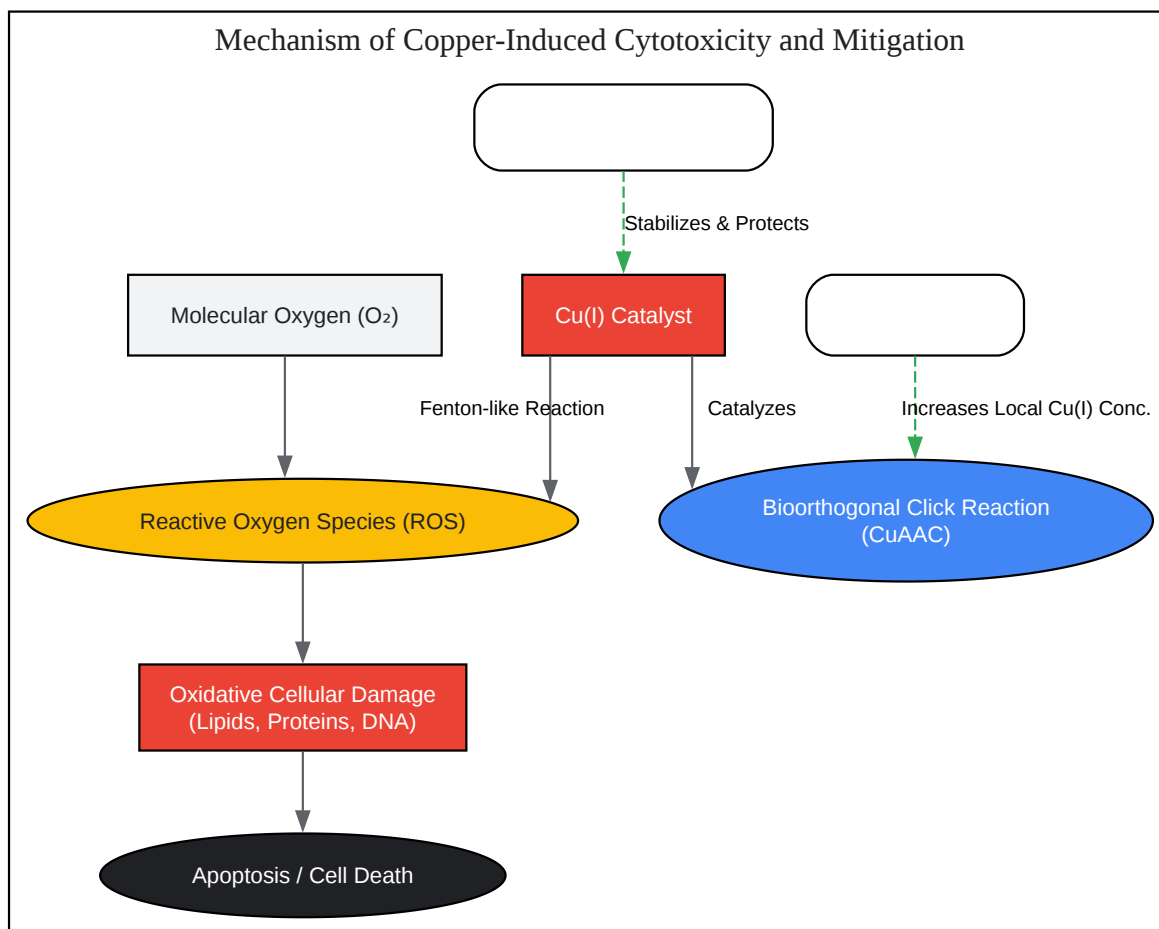 Mechanism of Copper-Induced Cytotoxicity and Mitigation
Stabilizes & Protects
Molecular Oxygen (O₂)
Cu(I) Catalyst
Fenton-like Reaction
Catalyzes
Increases Local Cu(I) Conc.
Reactive Oxygen Species (ROS)
Bioorthogonal Click Reaction
(CuAAC)
Oxidative Cellular Damage
(Lipids, Proteins, DNA)
Apoptosis / Cell Death